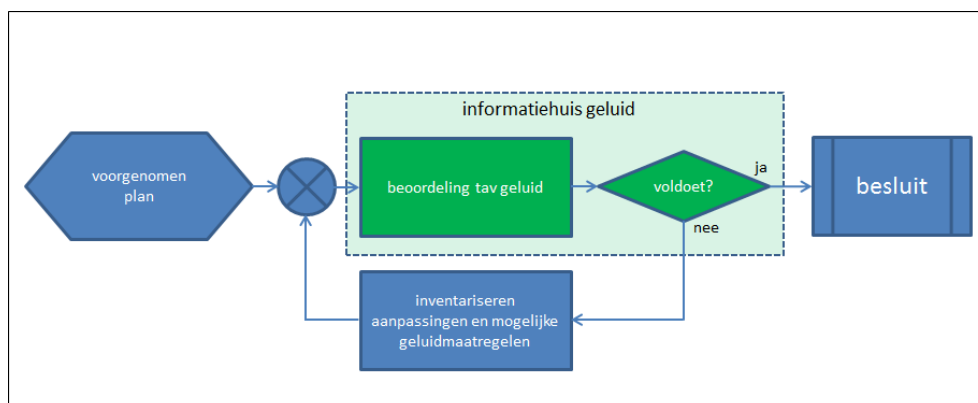 informatiehuis geluid
voorgenomen
plan
beoordeling tav geluid
voldoet?
ja
besluit
nee
inventariseren
aanpassingen en mogelijke
geluidmaatregelen